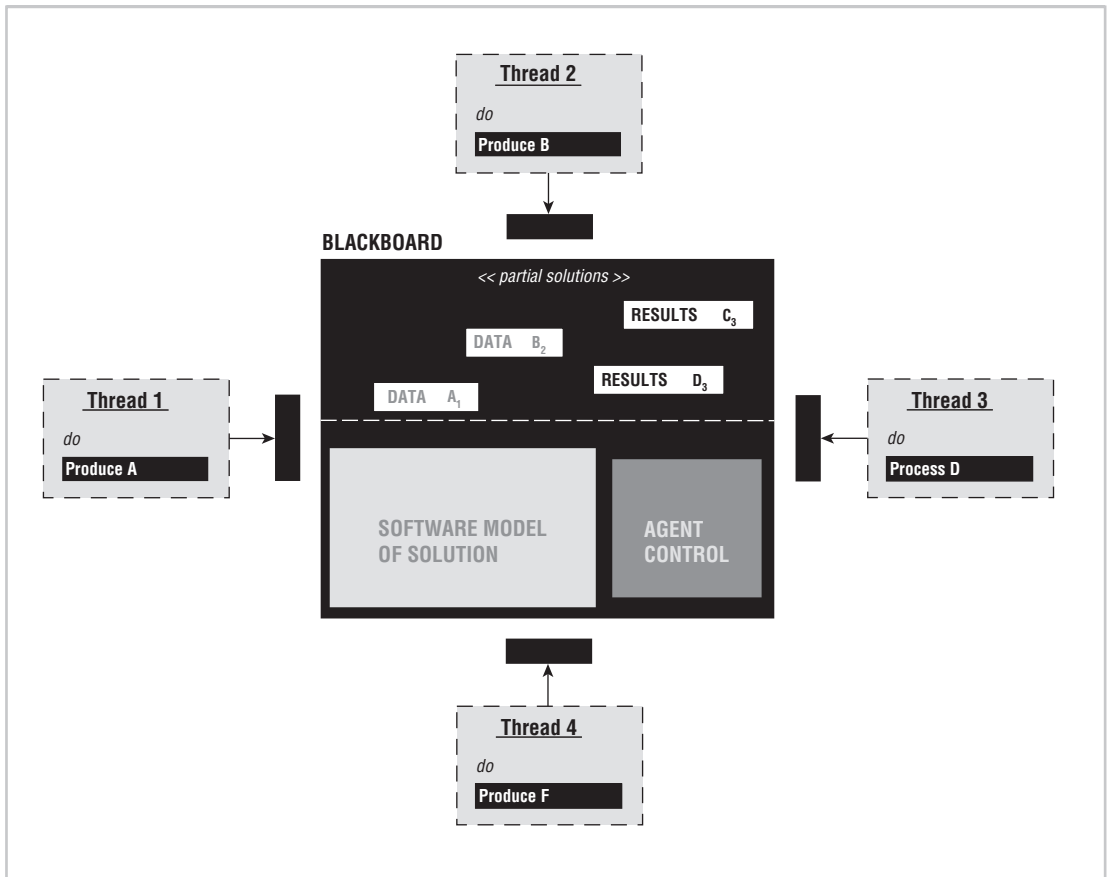 Thread 2
do
Produce B
BLACKBOARD
<< partial solutions >>
RESULTS C₃
DATA B₂
RESULTS D₃
DATA A₁
Thread 1
do
Produce A
Thread 3
do
Process D
SOFTWARE MODEL
OF SOLUTION
AGENT
CONTROL
Thread 4
do
Produce F